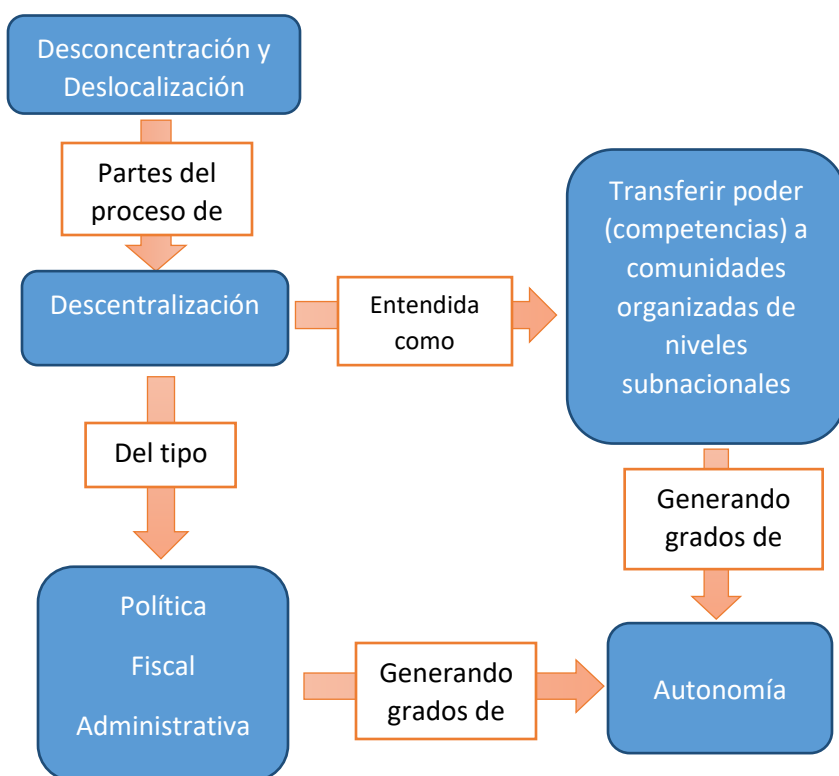 Desconcentración y
Deslocalización
Partes del
proceso de
Descentralización
Entendida
como
Transferir poder
(competencias) a
comunidades
organizadas de
niveles
subnacionales
Del tipo
Generando
grados de
Política
Fiscal
Administrativa
Generando
grados de
Autonomía